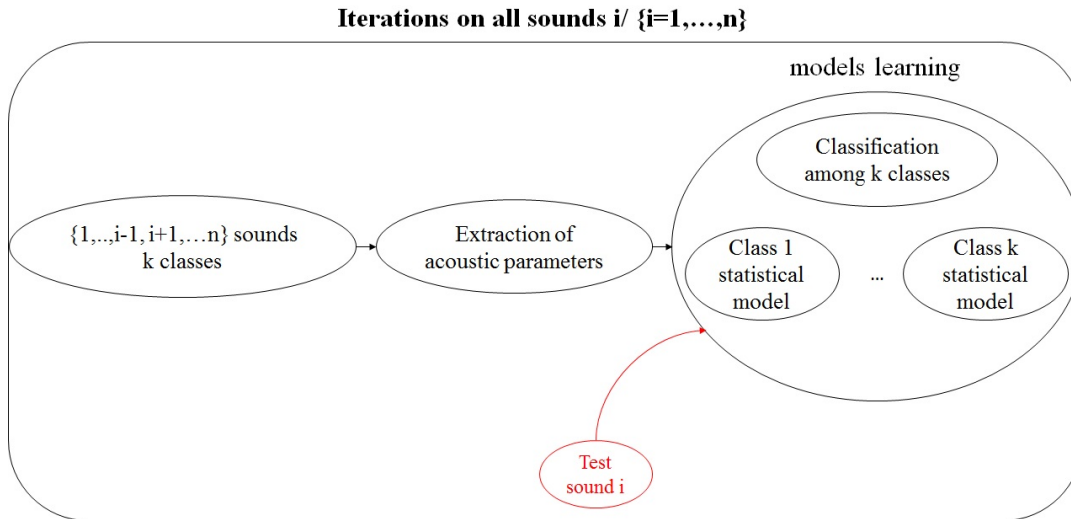 Iterations on all sounds i/ {i=1,…,n}
models learning
Classification
among k classes
{1,..,i-1, i+1,…n} sounds
k classes
Extraction of
acoustic parameters
Class 1
statistical
model
...
Class k
statistical
model
Test
sound i